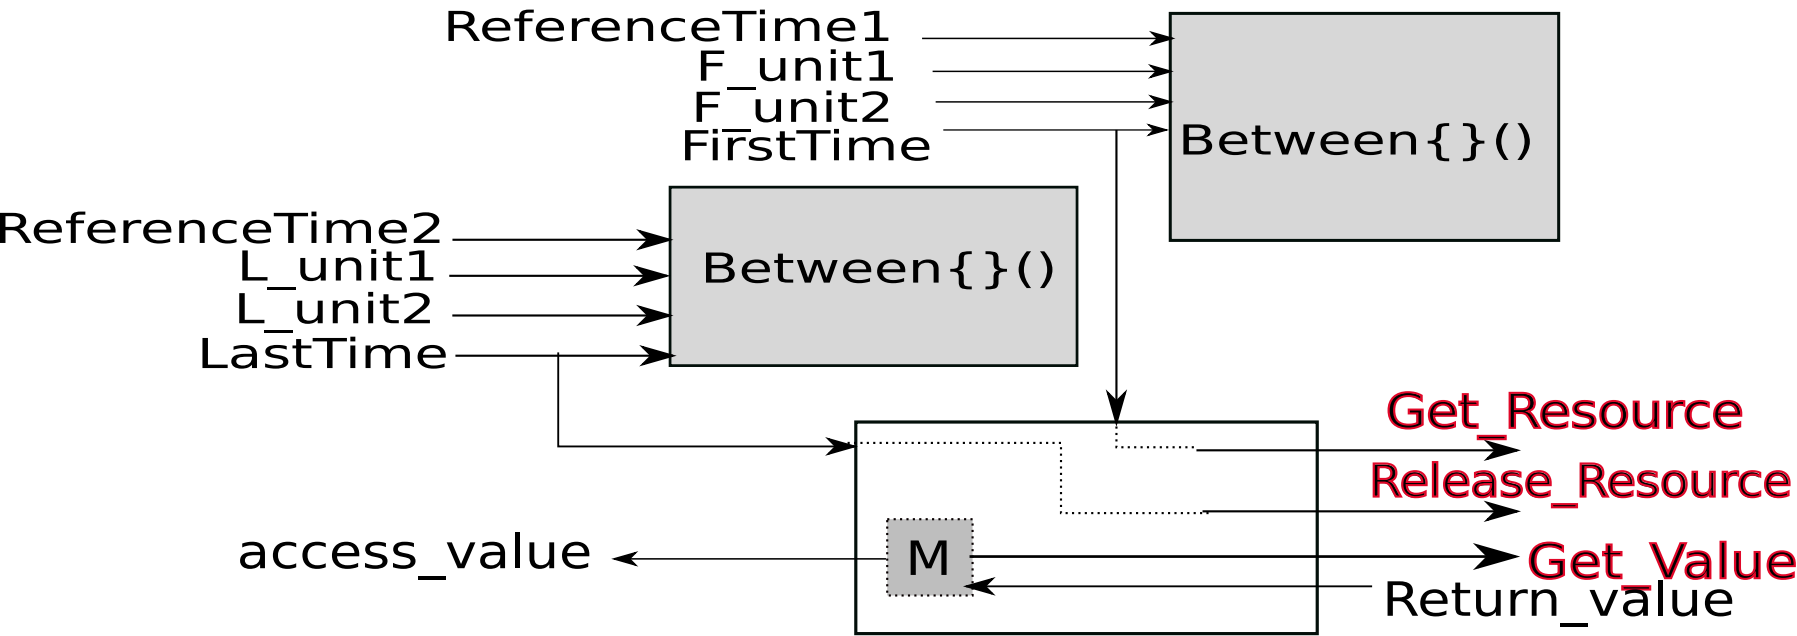 ReferenceTime1
F_unit1
F_unit2
FirstTime
Between{}()
ReferenceTime2
L_unit1
L_unit2
LastTime
Between{}()
Get_Resource
Release_Resource
access_value
M
Get_Value
Return_value